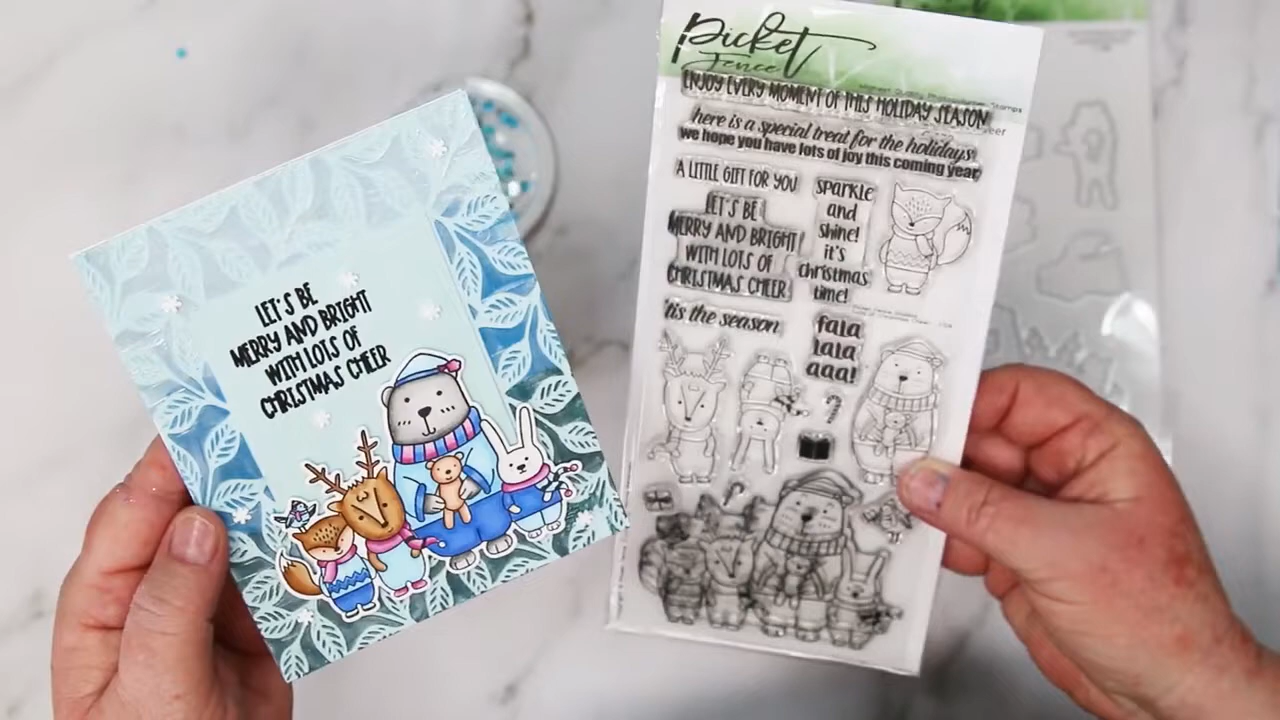 LET'S BE
MERRY AND BRIGHT
WITH LOTS OF
CHRISTMAS CHEER
Picket
Fence
ENJOY EVERY MOMENT OF THIS HOLIDAY SEASON
here is a special treat for the holidays
we hope you have lots of joy this coming year
A LITTLE GIFT FOR YOU
LET'S BE
MERRY AND BRIGHT
WITH LOTS OF
CHRISTMAS CHEER
sparkle
and
shine!
it's
christmas
time!
'tis the season
fala
lala
aaa!